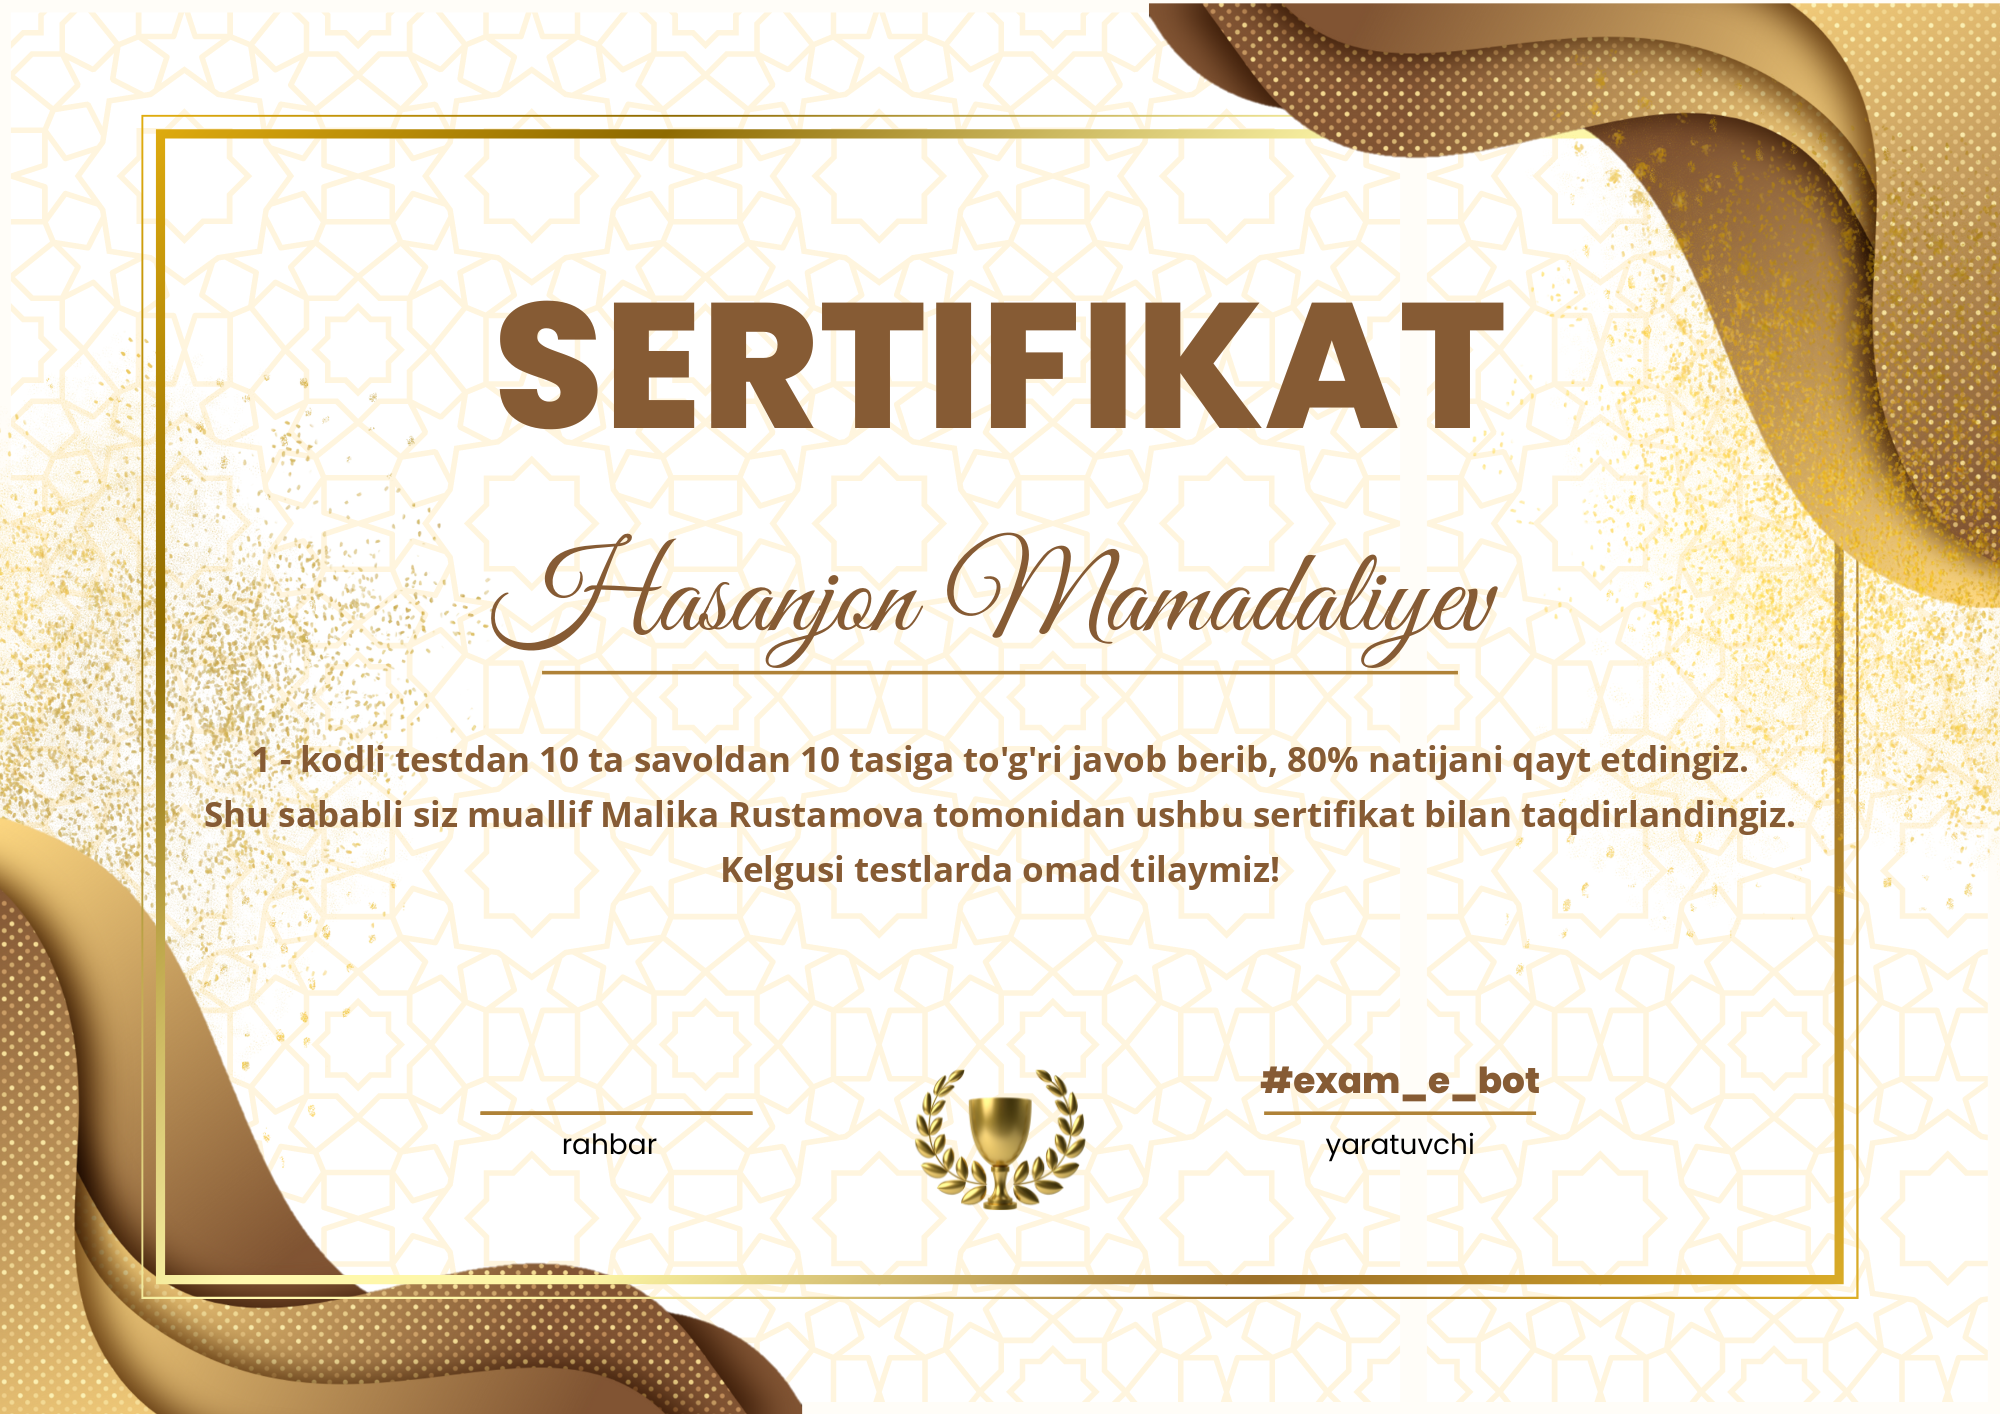 SERTIFIKAT
Hasanjon Mamadaliyev
1 - kodli testdan 10 ta savoldan 10 tasiga to'g'ri javob berib, 80% natijani qayt etdingiz.
Shu sababli siz muallif Malika Rustamova tomonidan ushbu sertifikat bilan taqdirlandingiz.
Kelgusi testlarda omad tilaymiz!
#exam_e_bot
rahbar
yaratuvchi